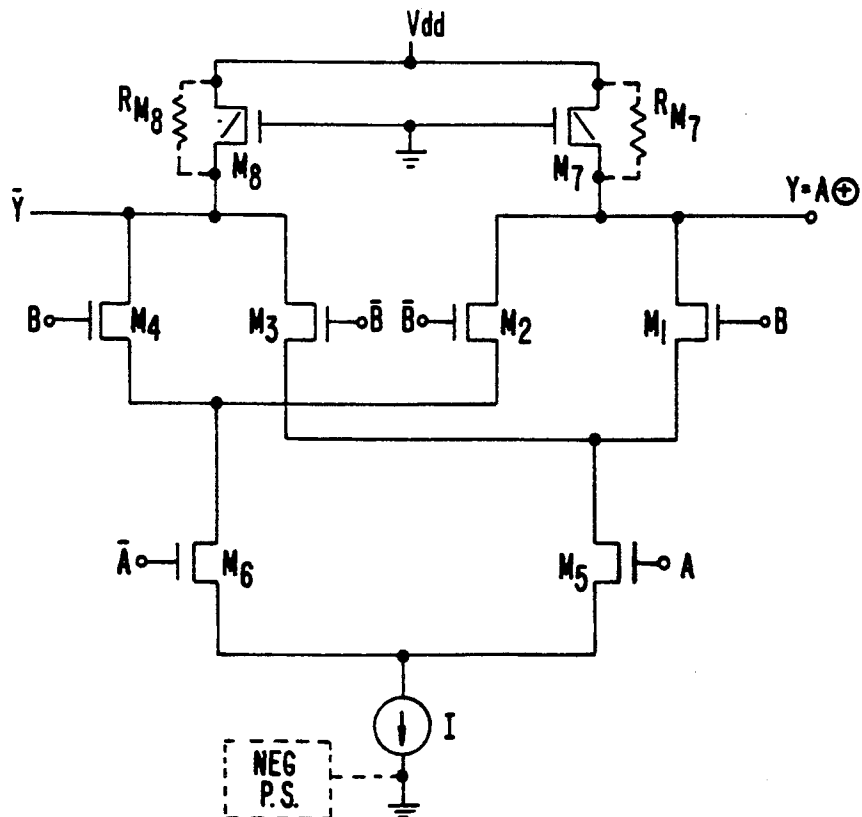 Vdd
R M8
R M7
M8
M7
Ȳ
Y=A⊕
B
M4
M3
B̄
B̄
M2
M1
B
Ā
M6
M5
A
I
NEG
P.S.